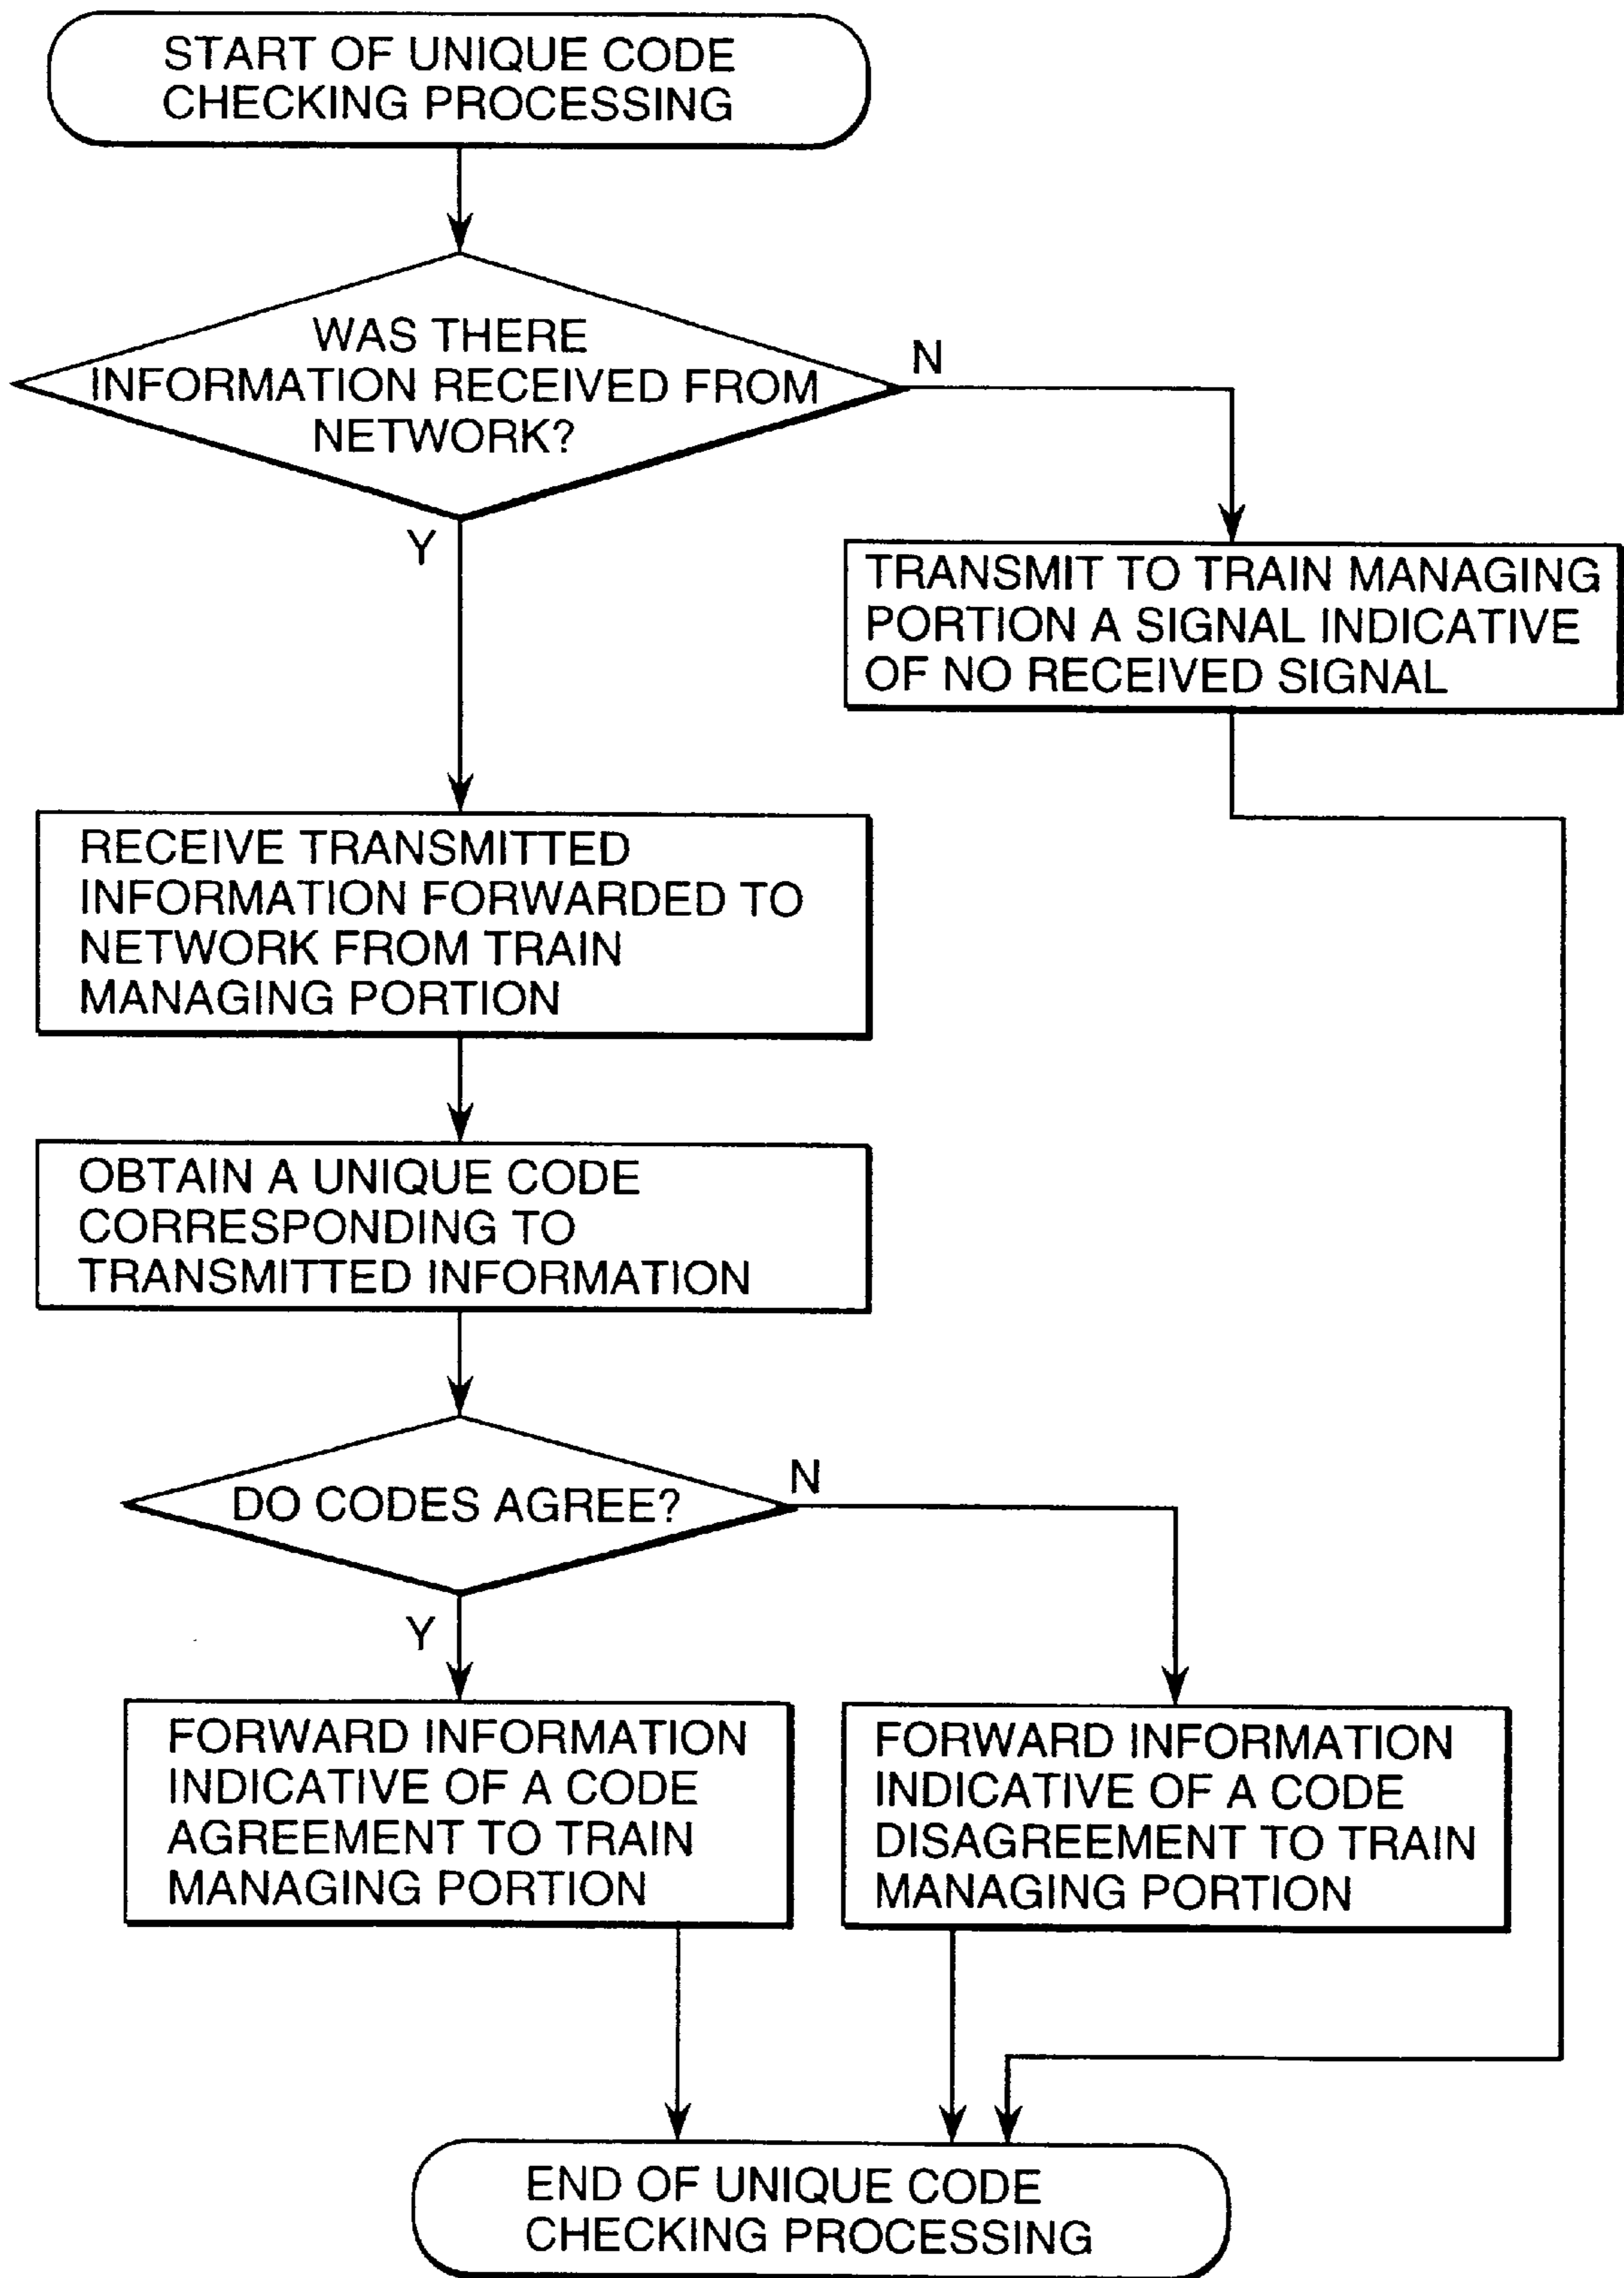 START OF UNIQUE CODE
CHECKING PROCESSING
WAS THERE
INFORMATION RECEIVED FROM
NETWORK?
N
Y
TRANSMIT TO TRAIN MANAGING
PORTION A SIGNAL INDICATIVE
OF NO RECEIVED SIGNAL
RECEIVE TRANSMITTED
INFORMATION FORWARDED TO
NETWORK FROM TRAIN
MANAGING PORTION
OBTAIN A UNIQUE CODE
CORRESPONDING TO
TRANSMITTED INFORMATION
DO CODES AGREE?
N
Y
FORWARD INFORMATION
INDICATIVE OF A CODE
AGREEMENT TO TRAIN
MANAGING PORTION
FORWARD INFORMATION
INDICATIVE OF A CODE
DISAGREEMENT TO TRAIN
MANAGING PORTION
END OF UNIQUE CODE
CHECKING PROCESSING